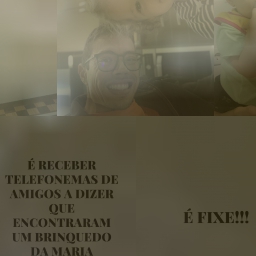 É RECEBER
TELEFONEMAS DE
AMIGOS A DIZER
QUE
ENCONTRARAM
UM BRINQUEDO
DA MARIA
É FIXE!!!